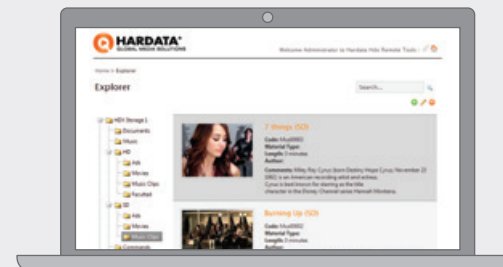 HARDATA
GLOBAL MEDIA SOLUTIONS
Welcome Administrator to Hardata Hdx Remote Tools
Home > Explorer
Explorer
Search...
HDX Storage 1
Documents
Music
HD
Ads
Movies
Music Clips
SD
Ads
Movies
Music Clips
Commands
7 things (SD)
Code: Mus0002
Material Type:
Length: 3 minutes
Author:
Comments: Miley Ray Cyrus (born Destiny Hope Cyrus; November 23
1992) is an American recording artist and actress.
Cyrus is best known for starring as the title
character in the Disney Channel series Hannah Montana.
Burning Up (SD)
Material Type:
Length: 3 minutes
Author: